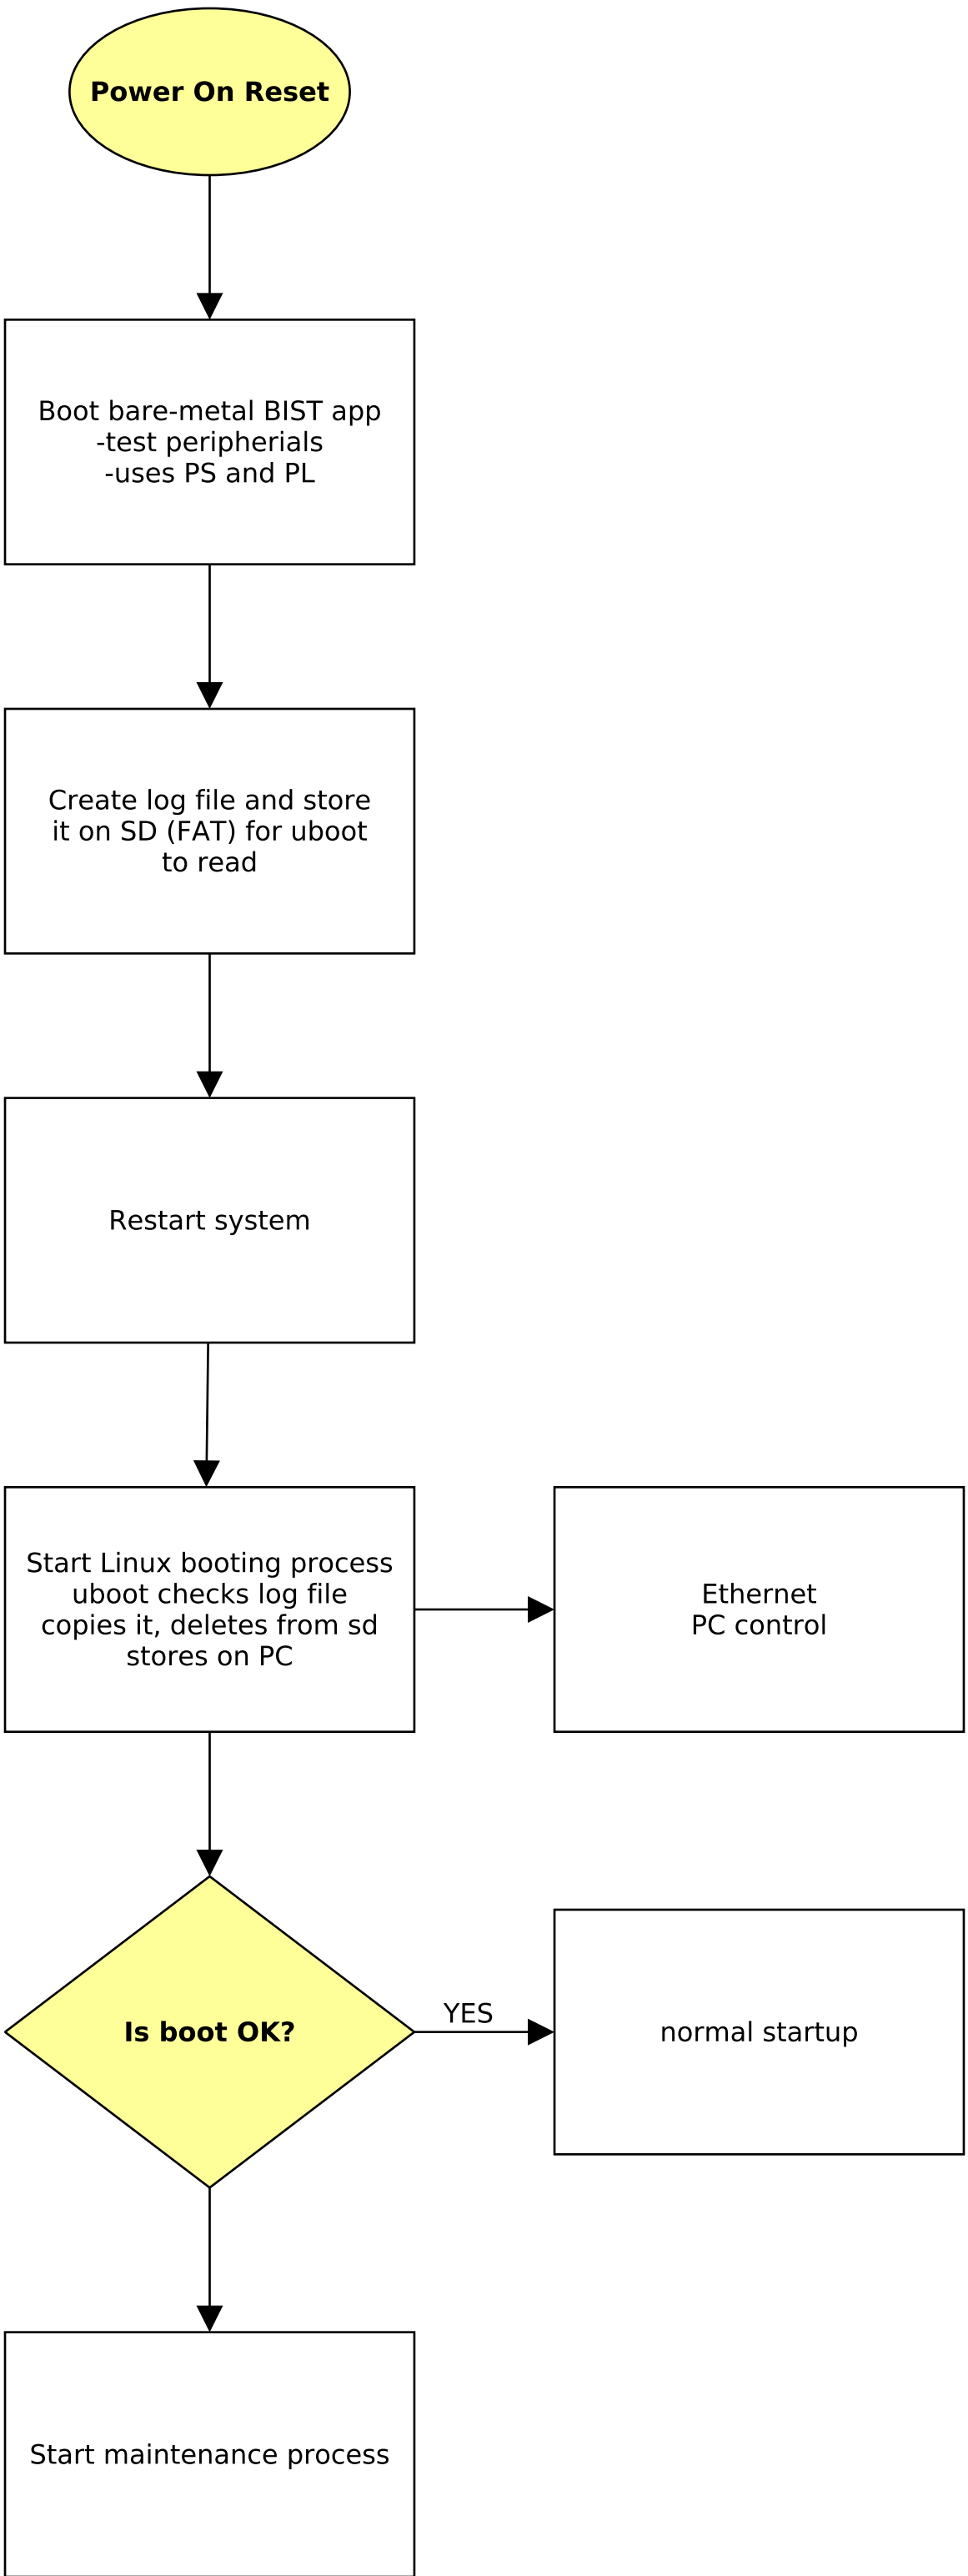 Power On Reset
Boot bare-metal BIST app
-test peripherials
-uses PS and PL
Create log file and store
it on SD (FAT) for uboot
to read
Restart system
Start Linux booting process
uboot checks log file
copies it, deletes from sd
stores on PC
Ethernet
PC control
Is boot OK?
YES
normal startup
Start maintenance process